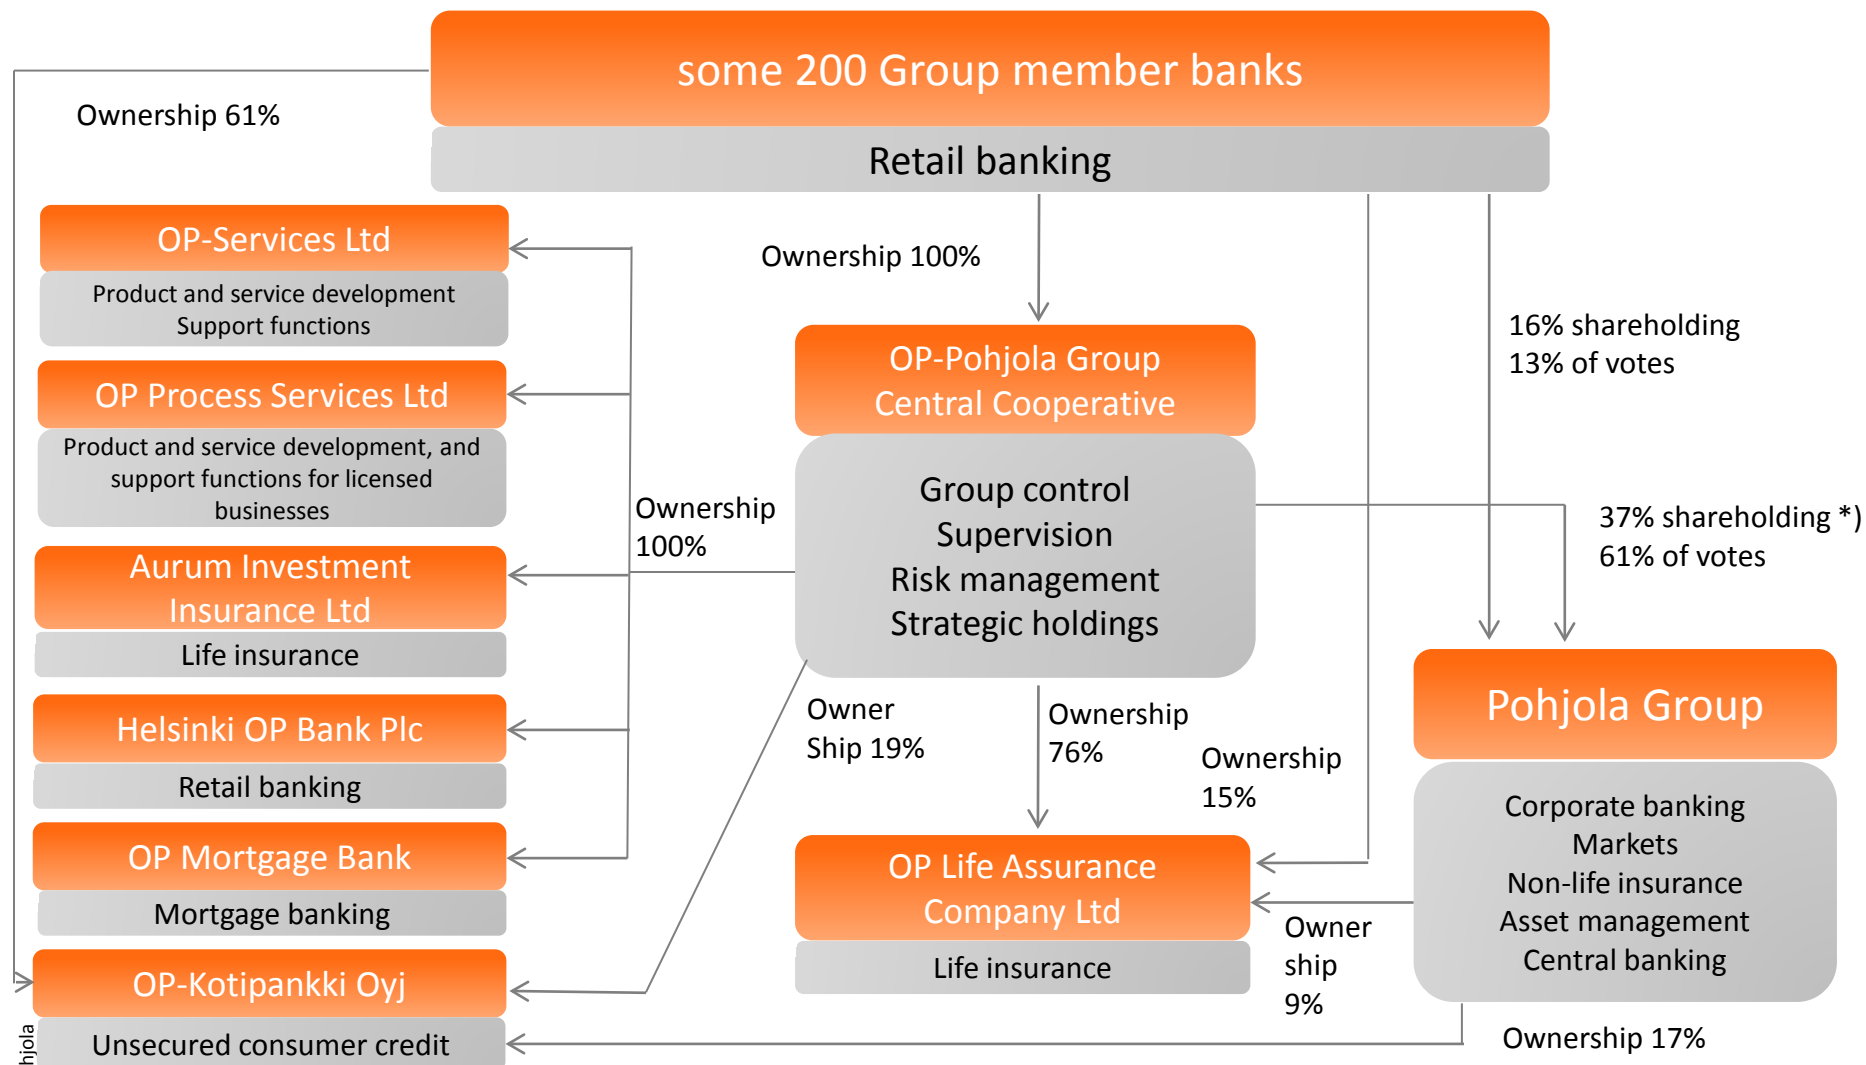 some 200 Group member banks
Ownership 61%
Retail banking
OP-Services Ltd
Product and service development
Support functions
Ownership 100%
16% shareholding
13% of votes
OP-Pohjola Group
Central Cooperative
OP Process Services Ltd
Product and service development, and
support functions for licensed
businesses
Group control
Supervision
Risk management
Strategic holdings
Ownership
100%
37% shareholding *)
61% of votes
Aurum Investment
Insurance Ltd
Life insurance
Helsinki OP Bank Plc
Retail banking
Owner
Ship 19%
Ownership
76%
Ownership
15%
Pohjola Group
Corporate banking
Markets
Non-life insurance
Asset management
Central banking
OP Mortgage Bank
Mortgage banking
OP Life Assurance
Company Ltd
Life insurance
Owner
ship
9%
OP-Kotipankki Oyj
Unsecured consumer credit
Ownership 17%
hjola